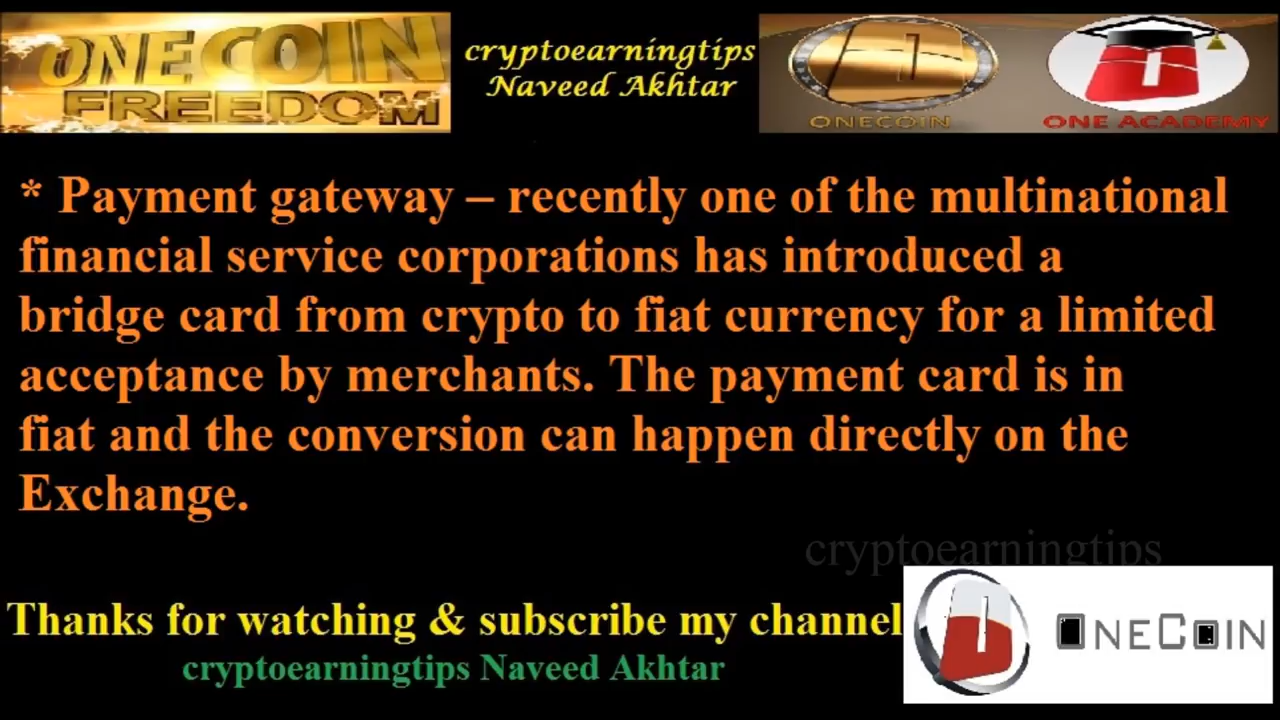 ONE COIN
FREEDOM
cryptoearningtips
Naveed Akhtar
ONECOIN
ONE ACADEMY
* Payment gateway – recently one of the multinational
financial service corporations has introduced a
bridge card from crypto to fiat currency for a limited
acceptance by merchants. The payment card is in
fiat and the conversion can happen directly on the
Exchange.
cryptoearningtips
Thanks for watching & subscribe my channel
cryptoearningtips Naveed Akhtar
ONECOIN